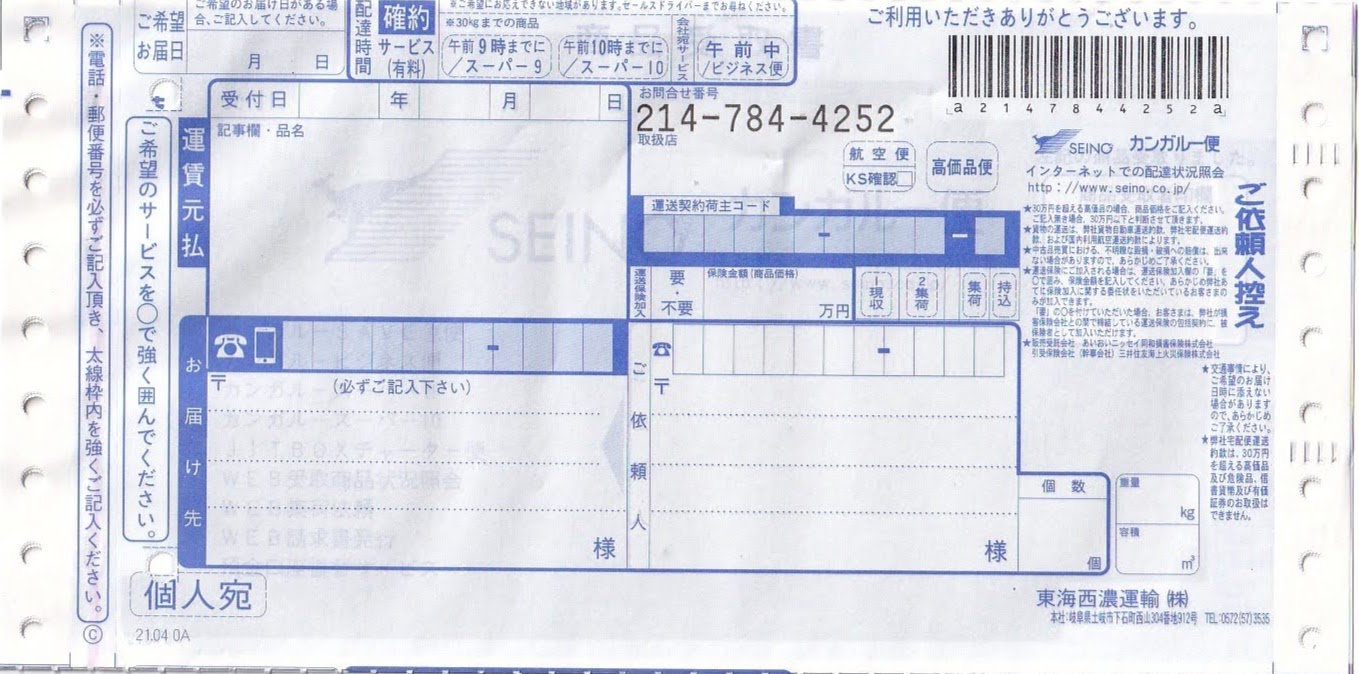 ご希望
お届日
ご希望のお届け日がある場
合、ご記入してください。
月 日
配達時間
確約
サービス
(有料)
※ご希望にお応えできない地域があります。セールスドライバーまでお尋ねください。
※30kgまでの商品
午前9時までに
/スーパー9
午前10時までに
/スーパー10
会社宛サービス
午前中
/ビジネス便
ご利用いただきありがとうございます。
a214784 4252a
※電話・郵便番号を必ずご記入頂き、太線枠内を強くご記入ください。
©
ご希望のサービスを〇で強く囲んでください。
運賃元払
受付日 年 月 日
記事欄・品名
お問合せ番号
214-784-4252
取扱店
航空便
KS確認□
高価品便
SEINO カンガルー便
インターネットでの配達状況照会
http://www.seino.co.jp/
運送契約荷主コード
- -
運送保険加入
要・不要
保険金額(商品価格)
万円
1現収
2集荷
集荷
持込
★30万円を超える高価品の場合、商品価格をご記入ください。
ご記入無き場合、30万円以下と判断させて頂きます。
★貨物の運送は、弊社貨物自動車運送約款、弊社宅配便運送約
款、および国内利用航空運送約款によります。
★中古品荷質における、不明瞭な毀損・破損への賠償は、出来
ない場合がありますので、あらかじめご了承ください。
★運送保険にご加入される場合は、運送保険加入欄の「要」を
〇で囲み、保険金額を記入してください。あらかじめ弊社あ
てに保険加入に関する委任状をいただいているお客さまの
みが加入できます。
「要」の〇を付けていただいた場合、お客さまは、弊社が損
害保険会社との間で締結している運送保険の包括契約に、被
保険者として加入いただけます。
★販売受託会社 あいおいニッセイ同和損害保険株式会社
引受保険会社(幹事会社)三井住友海上火災保険株式会社
ご依頼人控え
お届け先
-
〒 (必ずご記入下さい)
様
ご依頼人
-
〒
様
個数
個
重量
kg
容積
m³
★交通事情により、
ご希望のお届け
日時に添えない
場合があります
ので、あらかじめ
ご了承ください。
★弊社宅配便運送
約款は、30万円
を超える高価品
及び危険品、信
書貨幣及び有価
証券のお取扱は
できません。
個人宛
21.04 0A
東海西濃運輸(株)
本社:岐阜県土岐市下石町西山304番地912号 TEL:0572(57)3535